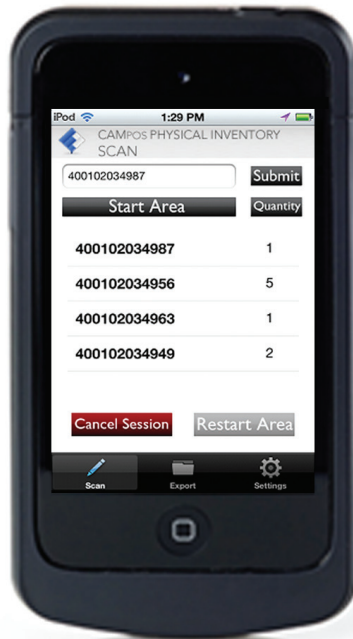 iPod 1:29 PM
CAMPOS PHYSICAL INVENTORY
SCAN
400102034987 Submit
Start Area Quantity
400102034987 1
400102034956 5
400102034963 1
400102034949 2
Cancel Session Restart Area
Scan Export Settings